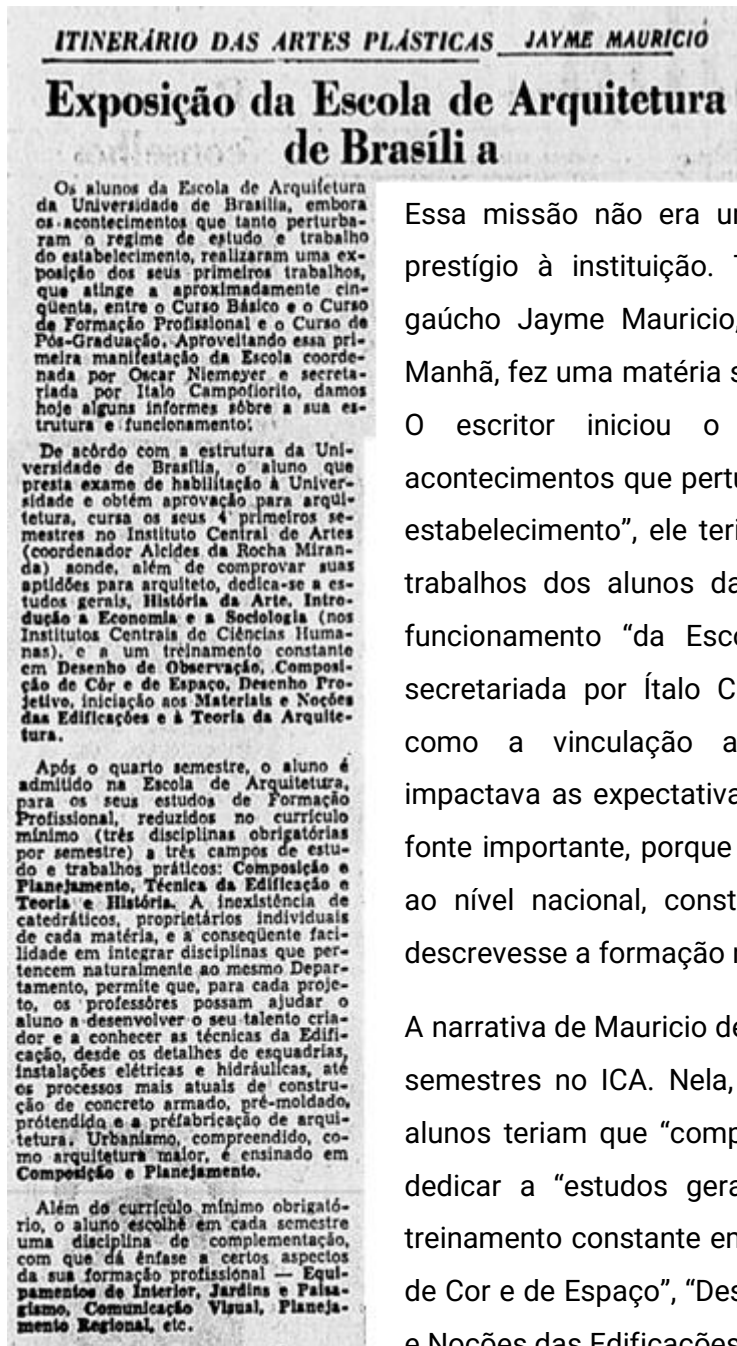 ITINERÁRIO DAS ARTES PLÁSTICAS JAYME MAURICIO
Exposição da Escola de Arquitetura
de Brasíli a
Os alunos da Escola de Arquitetura
da Universidade de Brasilia, embora
os acontecimentos que tanto perturba-
ram o regime de estudo e trabalho
do estabelecimento, realizaram uma ex-
posição dos seus primeiros trabalhos,
que atinge a aproximadamente cin-
qüenta, entre o Curso Básico e o Curso
de Formação Profissional e o Curso de
Pós-Graduação. Aproveitando essa pri-
meira manifestação da Escola coorde-
nada por Oscar Niemeyer e secreta-
riada por Italo Campofiorito, damos
hoje alguns informes sôbre a sua es-
trutura e funcionamento:
De acôrdo com a estrutura da Uni-
versidade de Brasília, o aluno que
presta exame de habilitação à Univer-
sidade e obtém aprovação para arqui-
tetura, cursa os seus 4 primeiros se-
mestres no Instituto Central de Artes
(coordenador Alcides da Rocha Miran-
da) aonde, além de comprovar suas
aptidões para arquiteto, dedica-se a es-
tudos gerais, História da Arte, Intro-
dução a Economia e a Sociologia (nos
Institutos Centrais de Ciências Huma-
nas), e a um treinamento constante
em Desenho de Observação, Composi-
ção de Côr e de Espaço, Desenho Pro-
jetivo, iniciação aos Materiais e Noções
das Edificações e à Teoria da Arquite-
tura.
Após o quarto semestre, o aluno é
admitido na Escola de Arquitetura,
para os seus estudos de Formação
Profissional, reduzidos no currículo
mínimo (três disciplinas obrigatórias
por semestre) a três campos de estu-
do e trabalhos práticos: Composição e
Planejamento, Técnica da Edificação e
Teoria e História. A inexistência de
catedráticos, proprietários individuais
de cada matéria, e a conseqüente faci-
lidade em integrar disciplinas que per-
tencem naturalmente ao mesmo Depar-
tamento, permite que, para cada proje-
to, os professôres possam ajudar o
aluno a desenvolver o seu talento cria-
dor e a conhecer as técnicas da Edifi-
cação, desde os detalhes de esquadrias,
instalações elétricas e hidráulicas, até
os processos mais atuais de constru-
ção de concreto armado, pré-moldado,
protendido e a préfabricação de arqui-
tetura. Urbanismo, compreendido, co-
mo arquitetura maior, é ensinado em
Composição e Planejamento.
Além do currículo mínimo obrigató-
rio, o aluno escolhe em cada semestre
uma disciplina de complementação,
com que dá ênfase a certos aspectos
da sua formação profissional — Equi-
pamentos de Interior, Jardins e Paisa-
gismo, Comunicação Visual, Planeja-
mento Regional, etc.
Essa missão não era ur
prestígio à instituição. T
gaúcho Jayme Mauricio,
Manhã, fez uma matéria s
O escritor iniciou o
acontecimentos que pertu
estabelecimento”, ele teri
trabalhos dos alunos da
funcionamento “da Esco
secretariada por Ítalo C
como a vinculação a
impactava as expectativa
fonte importante, porque
ao nível nacional, const
descrevesse a formação r
A narrativa de Mauricio de
semestres no ICA. Nela,
alunos teriam que “comp
dedicar a “estudos gera
treinamento constante em
de Cor e de Espaço”, “Des
e Noções das Edificações